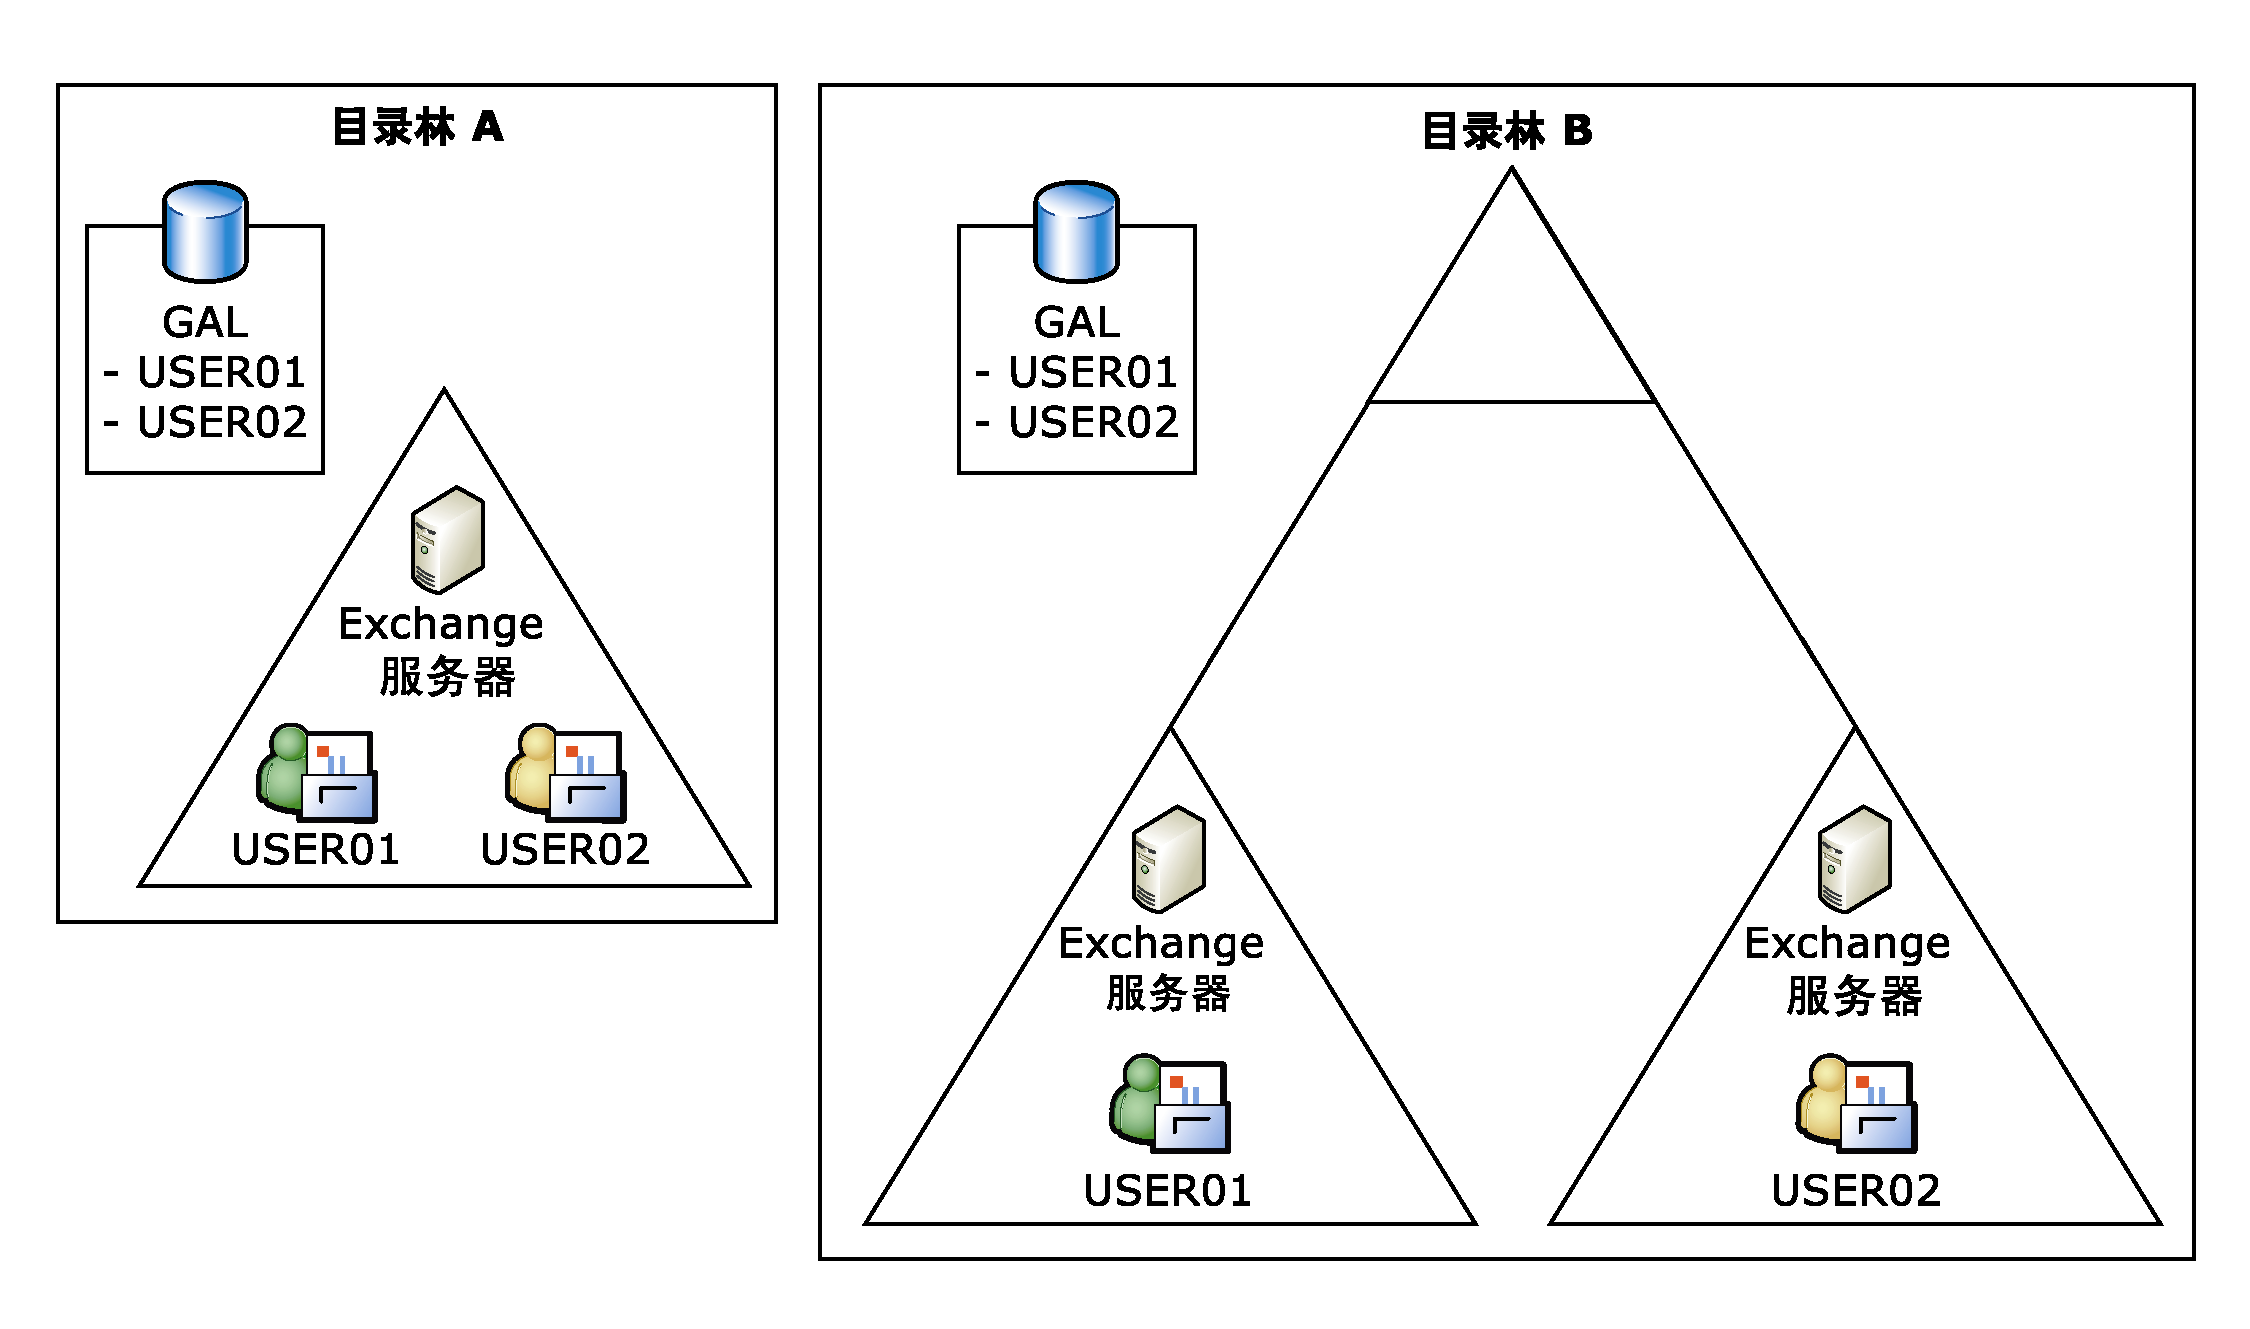 目录林 A
GAL
- USER01
- USER02
Exchange
服务器
USER01
USER02
目录林 B
GAL
- USER01
- USER02
Exchange
服务器
USER01
Exchange
服务器
USER02